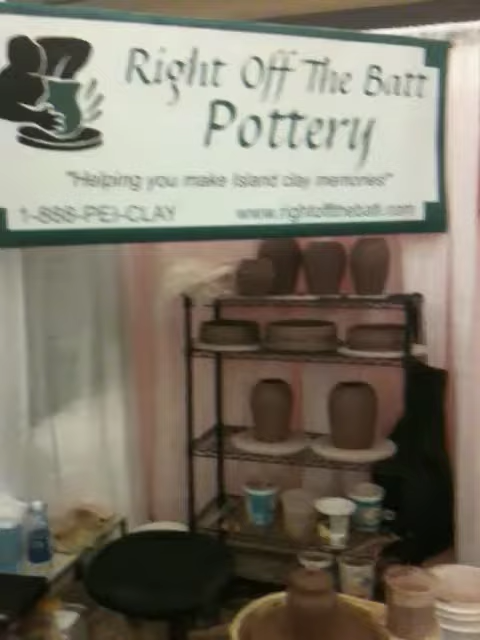 Right Off The Batt
Pottery
"Helping you make Island clay memories"
1-888-PEI-CLAY www.rightoffthebatt.com